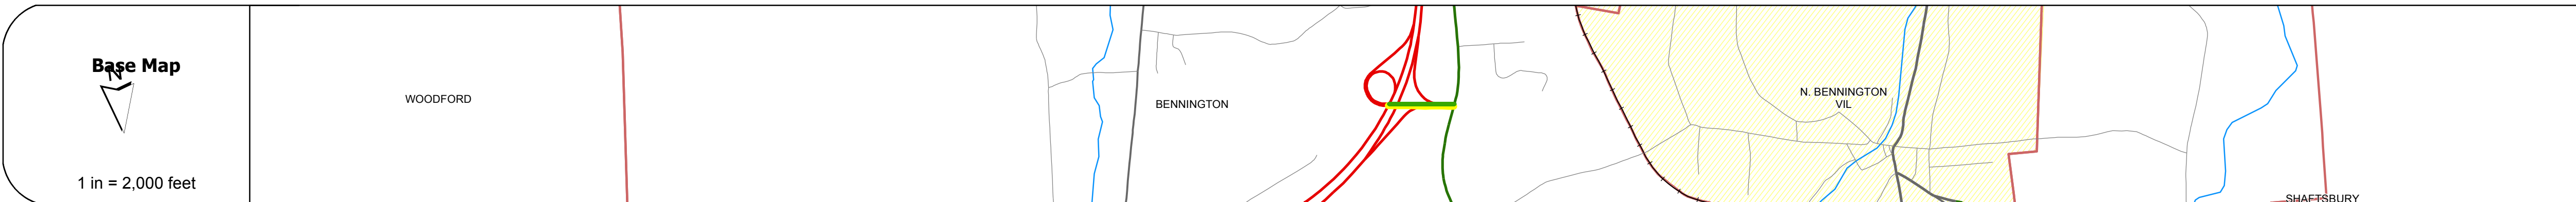 Base Map
N
1 in = 2,000 feet
WOODFORD
BENNINGTON
N. BENNINGTON
VIL
SHAFTSBURY